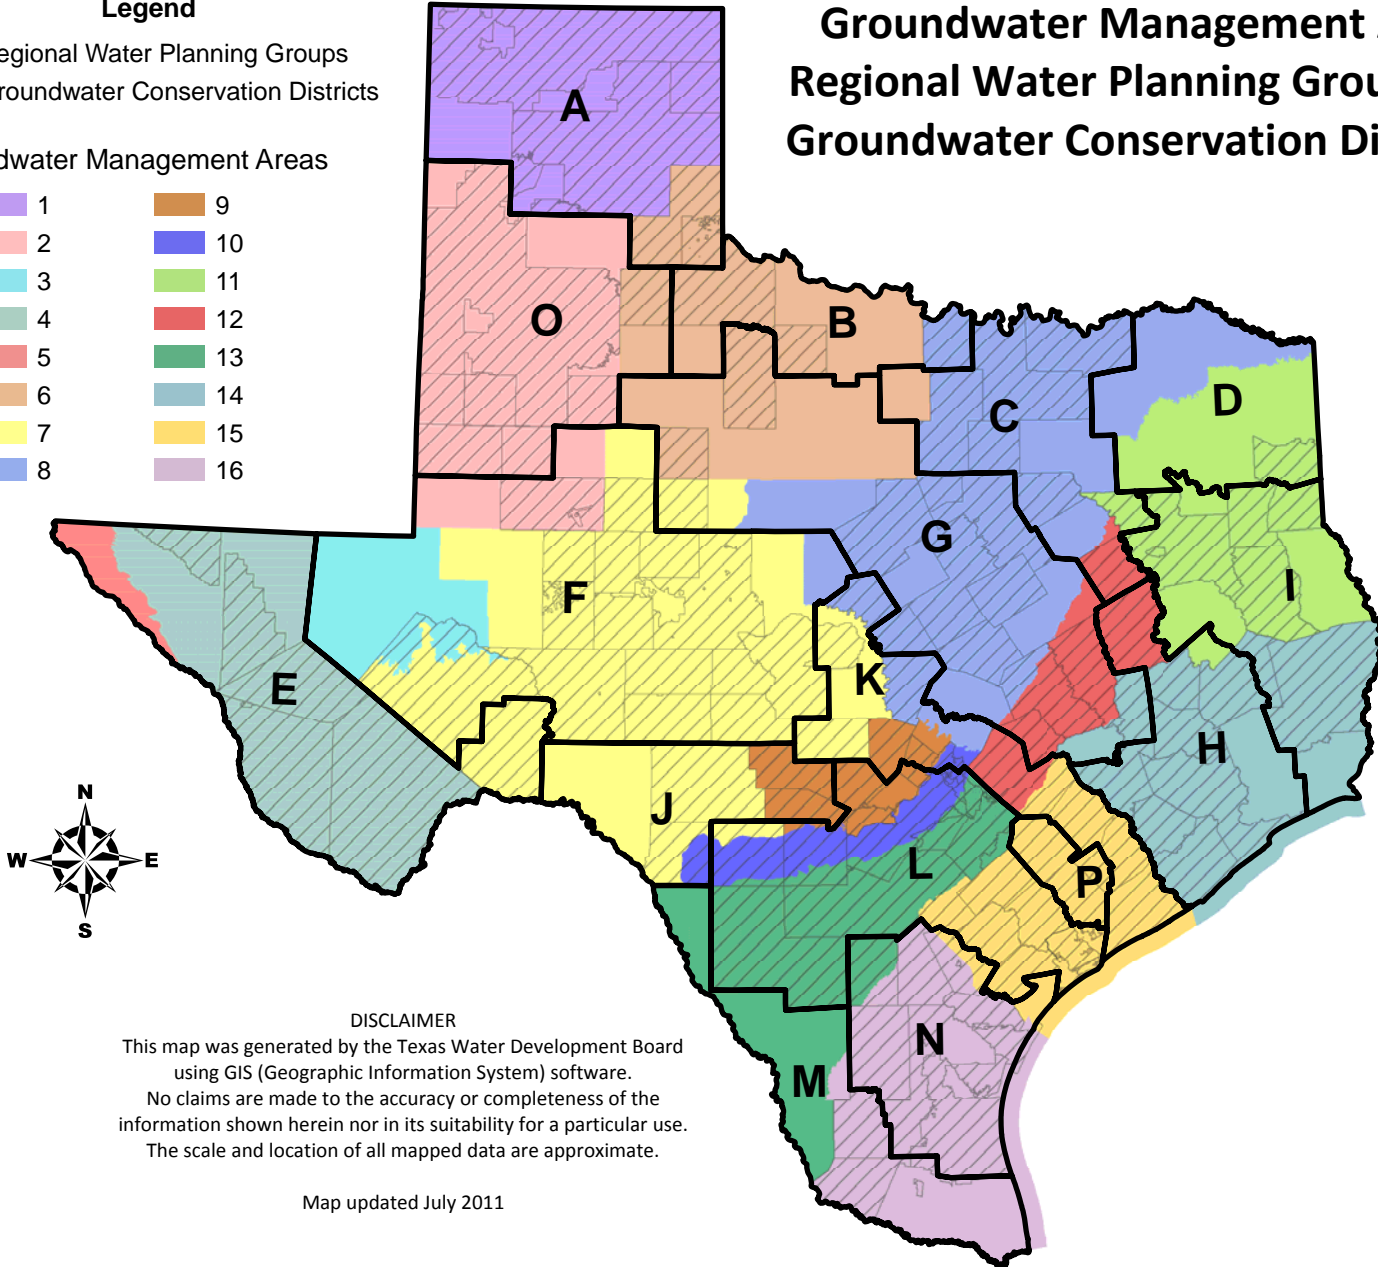 Legend
egional Water Planning Groups
roundwater Conservation Districts
dwater Management Areas
1
2
3
4
5
6
7
8
9
10
11
12
13
14
15
16
Groundwater Management
Regional Water Planning Grou
Groundwater Conservation Di
A
O
B
C
D
G
F
I
E
K
H
J
L
P
N
M
N
W
E
S
DISCLAIMER
This map was generated by the Texas Water Development Board
using GIS (Geographic Information System) software.
No claims are made to the accuracy or completeness of the
information shown herein nor in its suitability for a particular use.
The scale and location of all mapped data are approximate.
Map updated July 2011